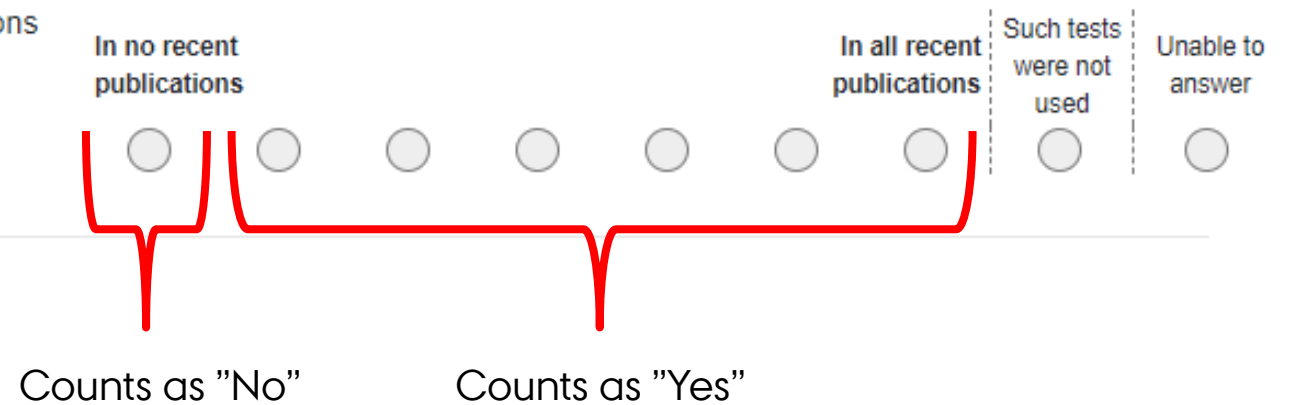 ons
In no recent
publications
In all recent
publications
Such tests
were not
used
Unable to
answer
Counts as ”No”
Counts as ”Yes”